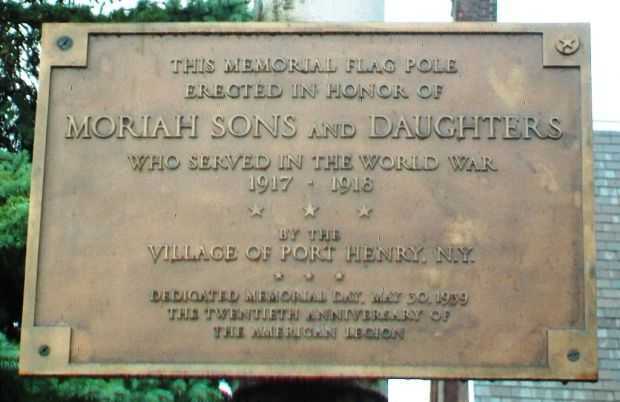 THIS MEMORIAL FLAG POLE
ERECTED IN HONOR OF
MORIAH SONS AND DAUGHTERS
WHO SERVED IN THE WORLD WAR
1917 - 1918
BY THE
VILLAGE OF PORT HENRY, N.Y.
DEDICATED MEMORIAL DAY, MAY 30, 1939
THE TWENTIETH ANNIVERSARY OF
THE AMERICAN LEGION